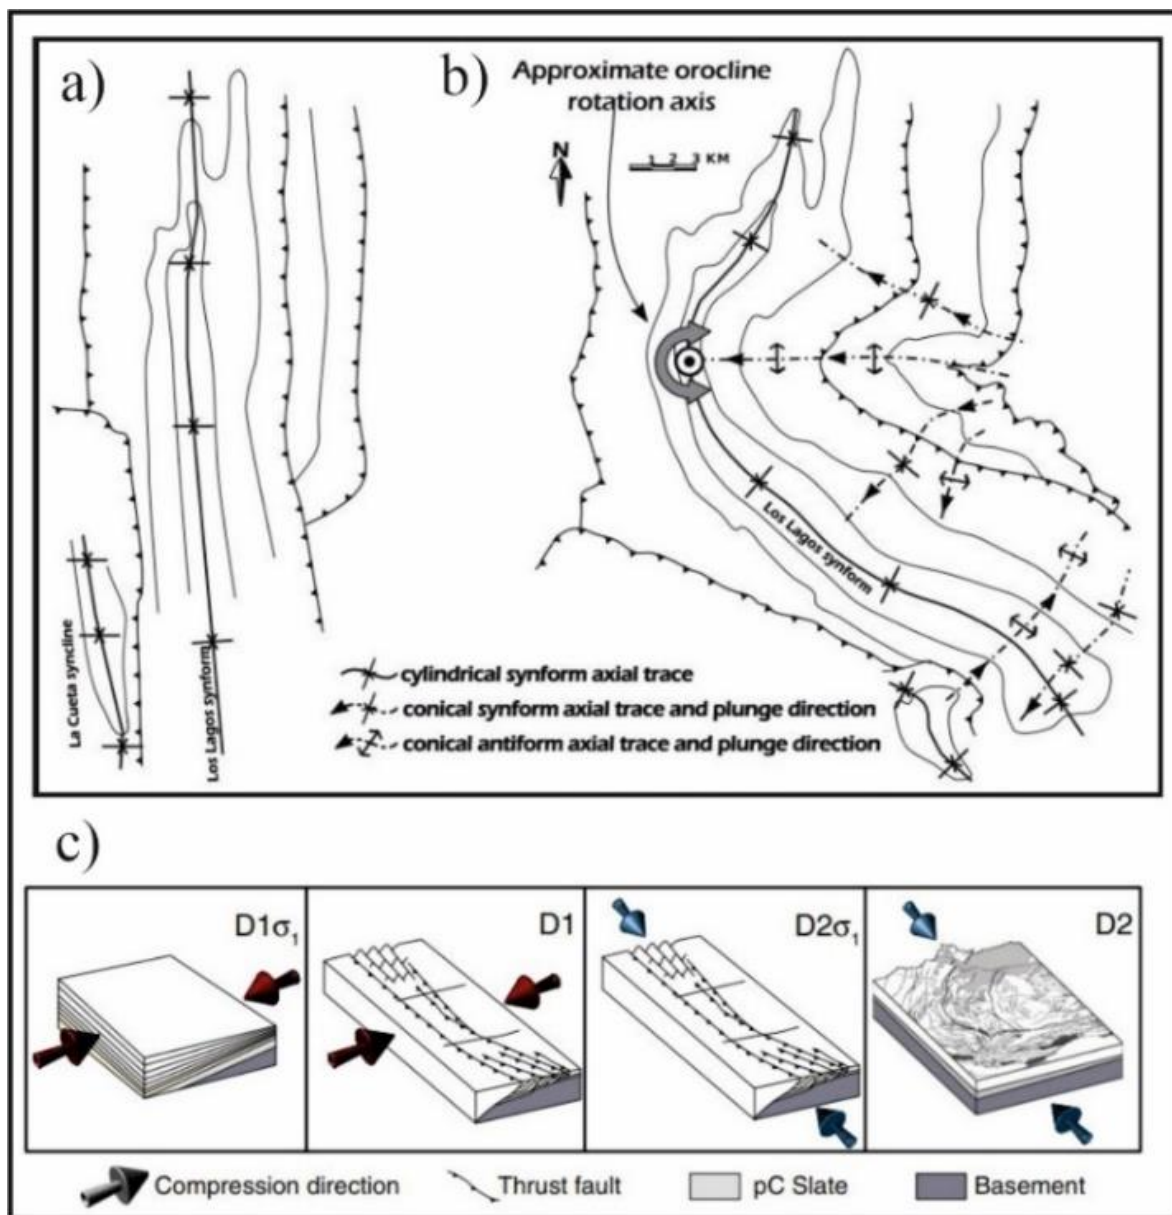 a)
b)
Approximate orocline
rotation axis
N
1 2 3 KM
Los Lagos synform
La Cueta syncline
Los Lagos synform
cylindrical synform axial trace
conical synform axial trace and plunge direction
conical antiform axial trace and plunge direction
c)
D1σ1
D1
D2σ1
D2
Compression direction
Thrust fault
pC Slate
Basement